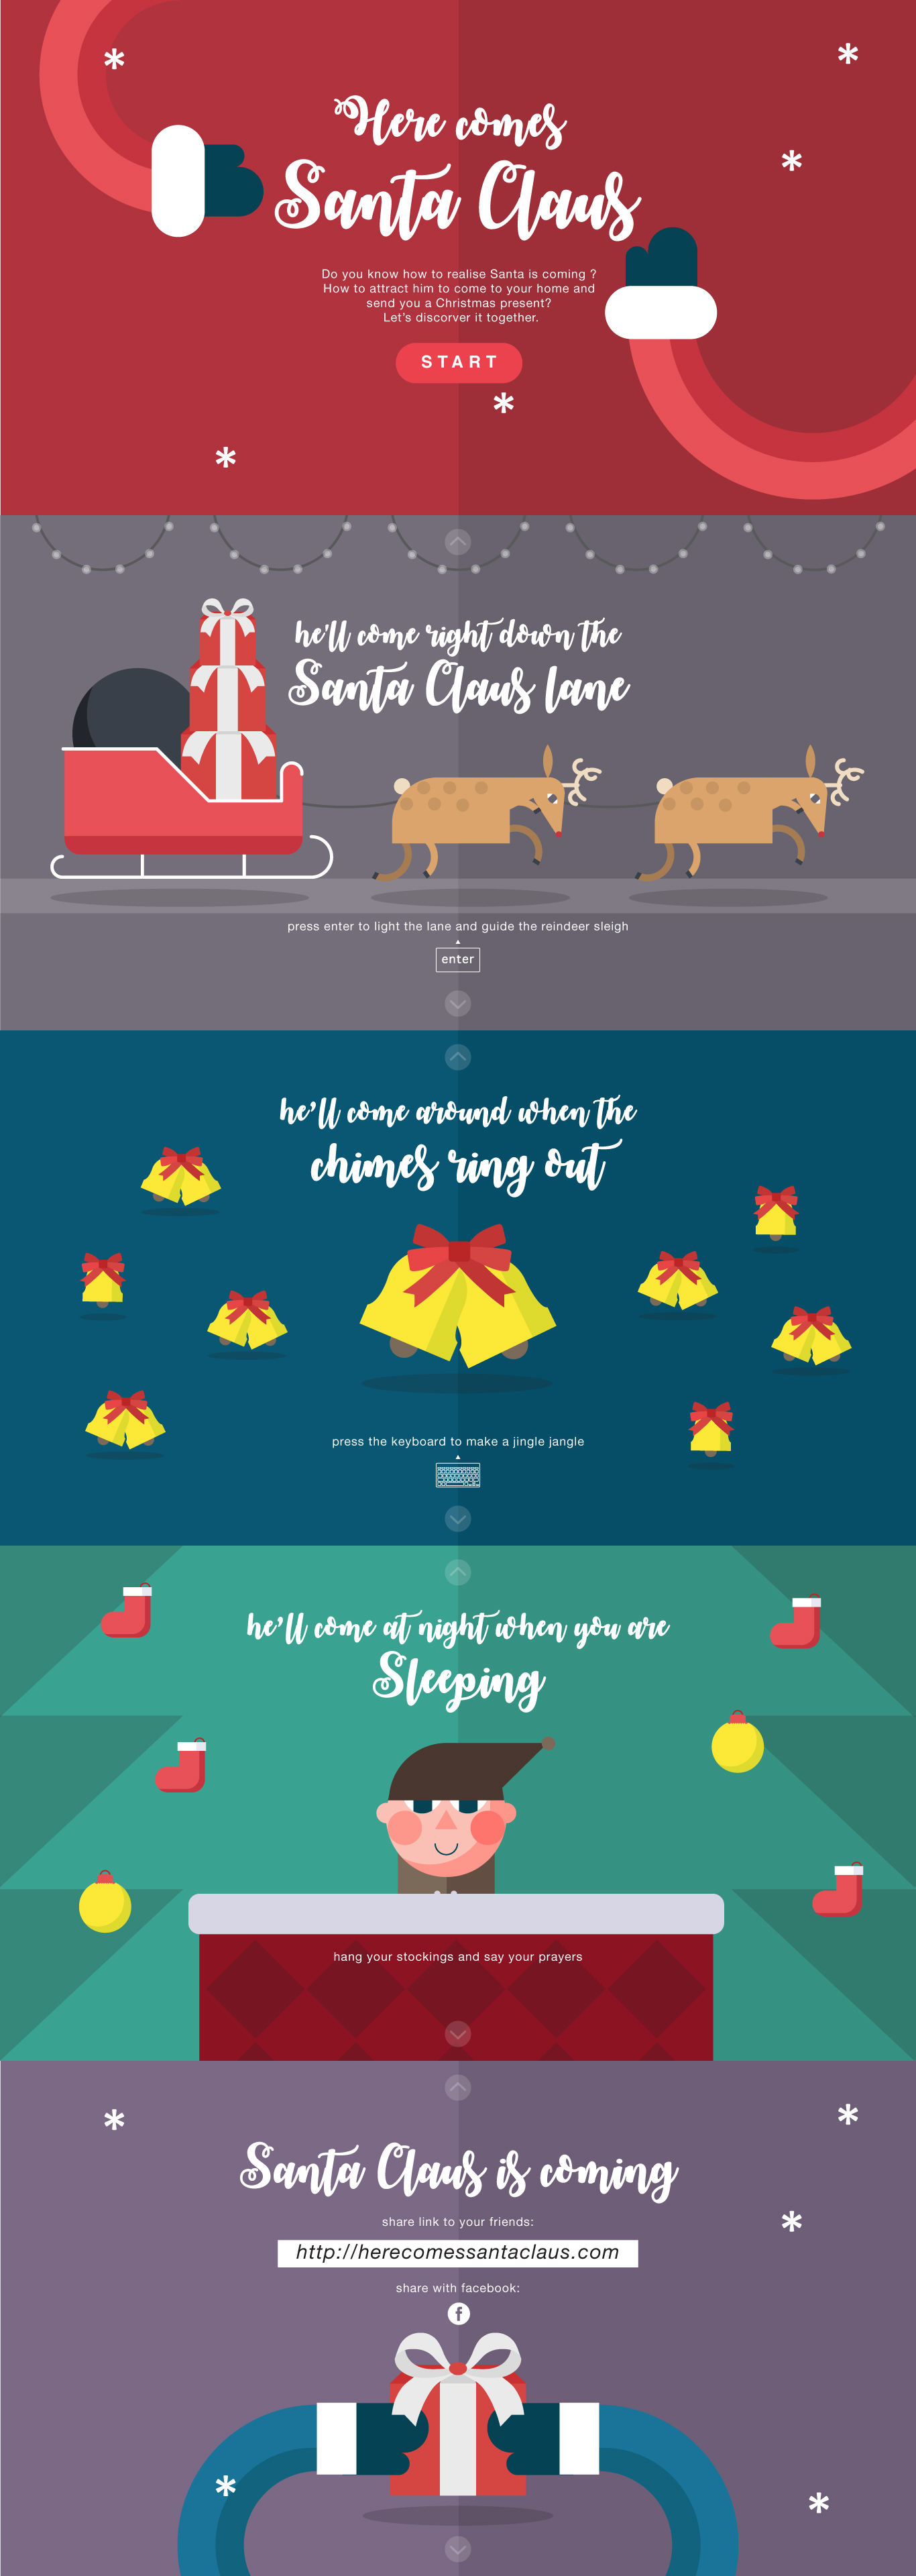 Here comes
Santa Claus
Do you know how to realise Santa is coming ?
How to attract him to come to your home and
send you a Christmas present?
Let's discorver it together.
START
he'll come right down the
Santa Claus lane
press enter to light the lane and guide the reindeer sleigh
enter
he'll come around when the
chimes ring out
press the keyboard to make a jingle jangle
he'll come at night when you are
Sleeping
hang your stockings and say your prayers
Santa Claus is coming
share link to your friends:
http://herecomessantaclaus.com
share with facebook:
f